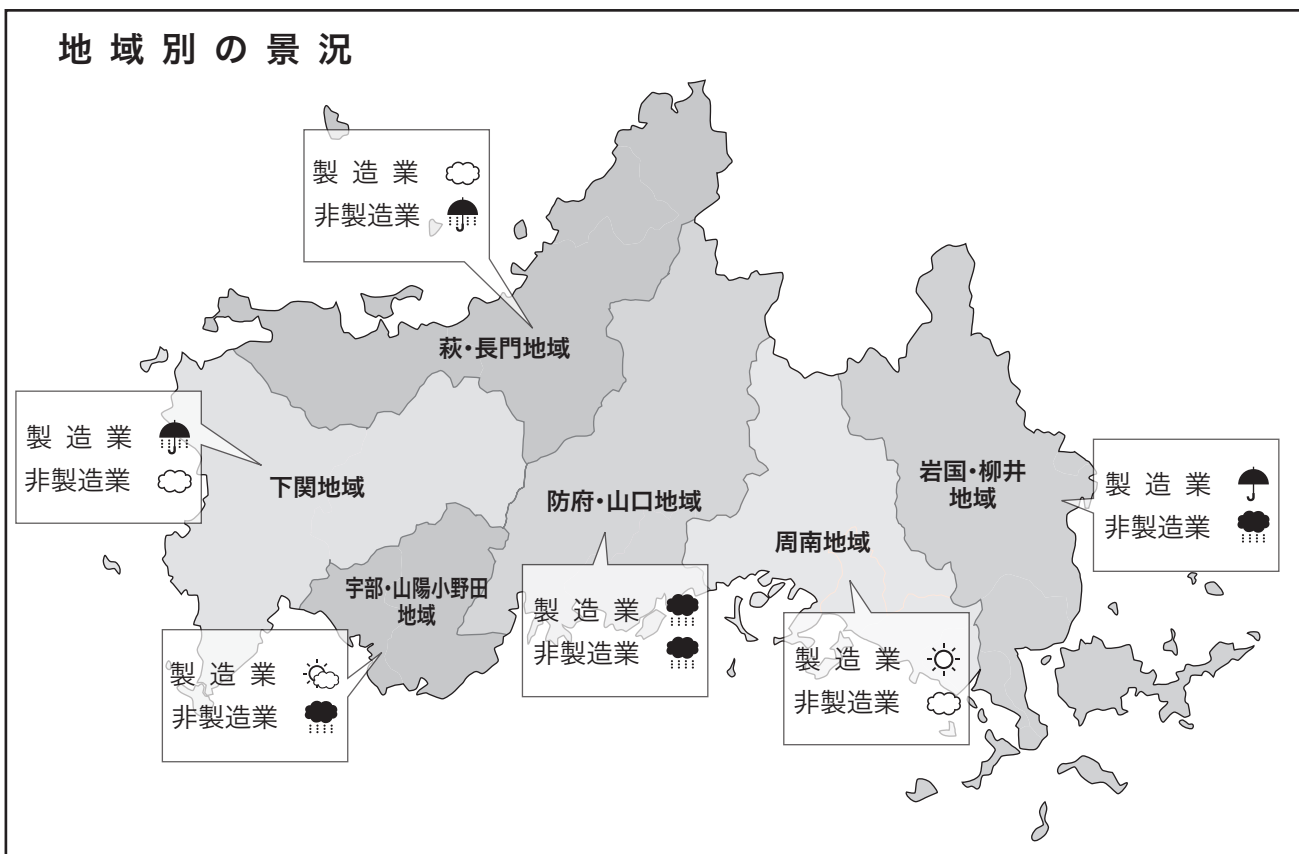 地域別の景況
製造業
非製造業
萩・長門地域
製造業
非製造業
下関地域
防府・山口地域
岩国・柳井
地域
製造業
非製造業
周南地域
宇部・山陽小野田
地域
製造業
非製造業
製造業
非製造業
製造業
非製造業